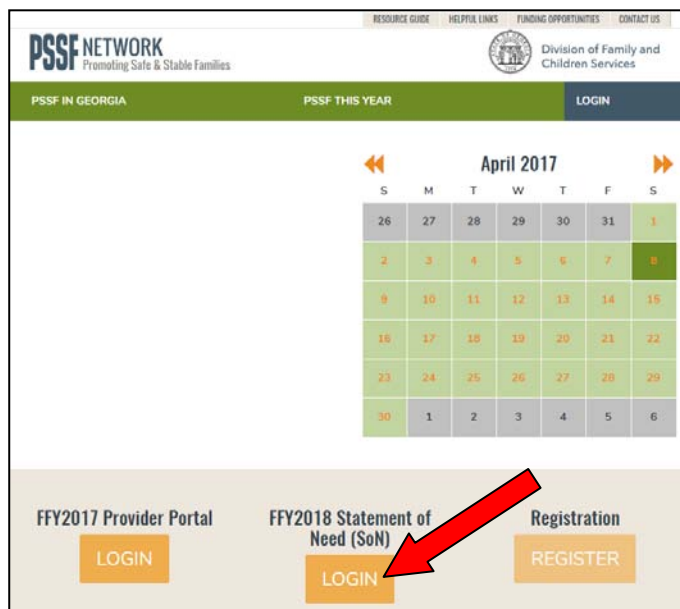 RESOURCE GUIDE HELPFUL LINKS FUNDING OPPORTUNITIES CONTACT US
PSSF NETWORK
Promoting Safe & Stable Families
Division of Family and
Children Services
PSSF IN GEORGIA PSSF THIS YEAR LOGIN
April 2017
S M T W T F S
26 27 28 29 30 31 1
2 3 4 5 6 7 8
9 10 11 12 13 14 15
16 17 18 19 20 21 22
23 24 25 26 27 28 29
30 1 2 3 4 5 6
FFY2017 Provider Portal
LOGIN
FFY2018 Statement of
Need (SoN)
LOGIN
Registration
REGISTER